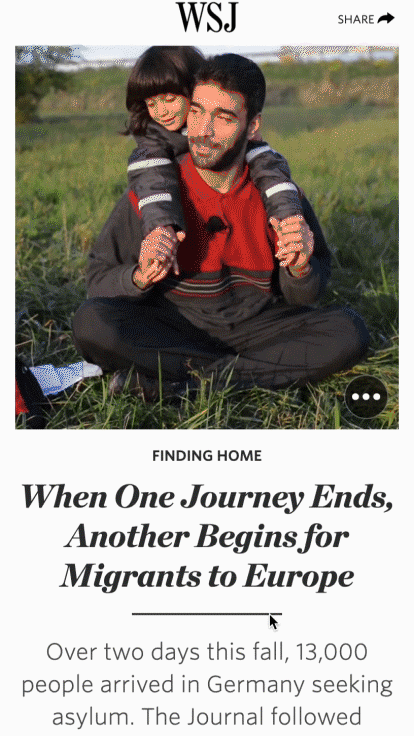 WSJ
SHARE
FINDING HOME
When One Journey Ends,
Another Begins for
Migrants to Europe
Over two days this fall, 13,000
people arrived in Germany seeking
asylum. The Journal followed